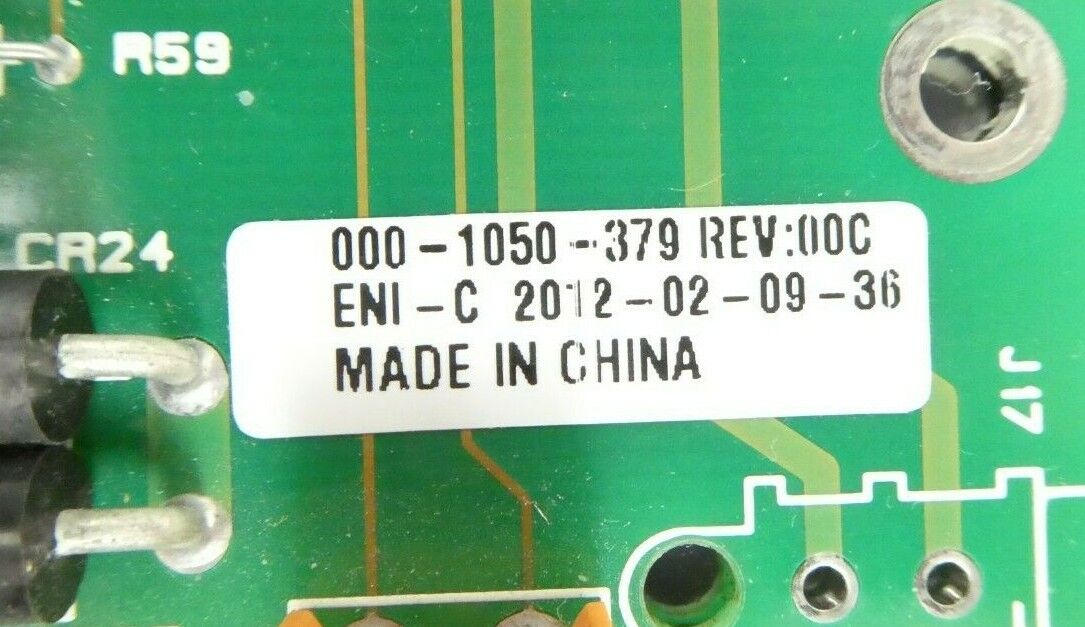 R59
CR24
000-1050-379 REV:00C
ENI-C 2012-02-09-36
MADE IN CHINA
J17